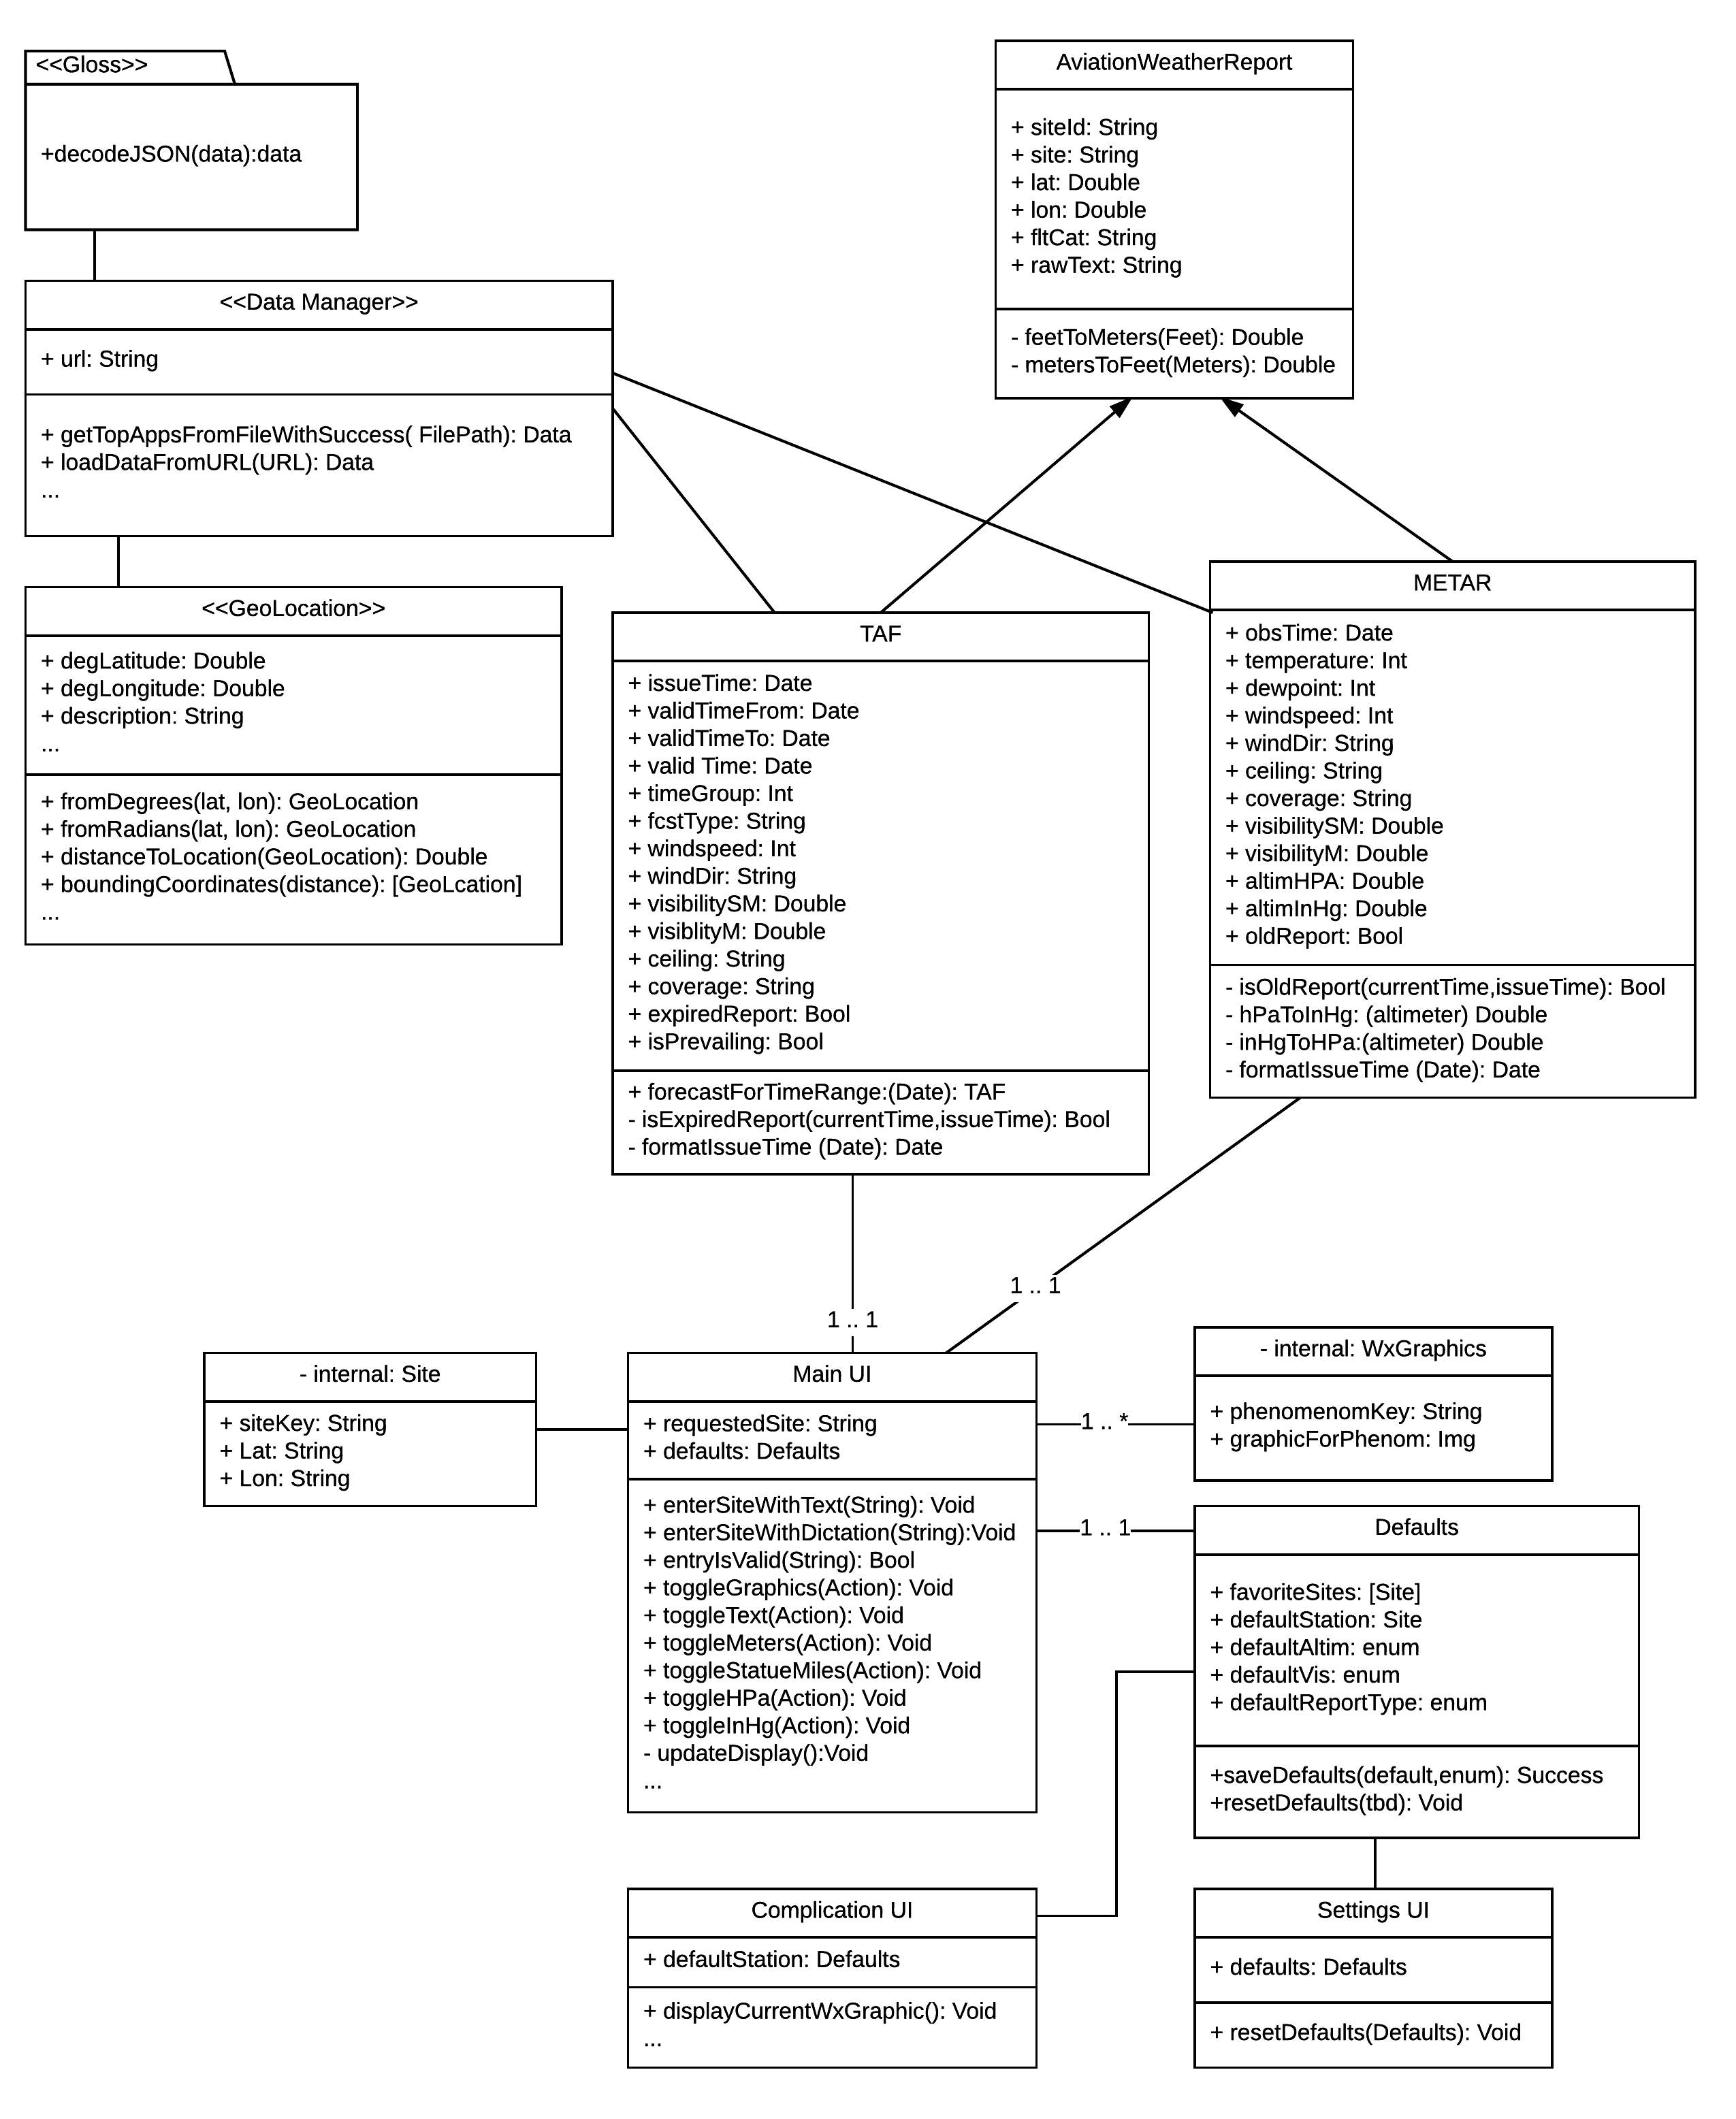 <<Gloss>>
+decodeJSON(data):data
AviationWeatherReport
+ siteId: String
+ site: String
+ lat: Double
+ lon: Double
+ fltCat: String
+ rawText: String
- feetToMeters(Feet): Double
- metersToFeet(Meters): Double
<<Data Manager>>
+ url: String
+ getTopAppsFromFileWithSuccess( FilePath): Data
+ loadDataFromURL(URL): Data
...
<<GeoLocation>>
+ degLatitude: Double
+ degLongitude: Double
+ description: String
...
+ fromDegrees(lat, lon): GeoLocation
+ fromRadians(lat, lon): GeoLocation
+ distanceToLocation(GeoLocation): Double
+ boundingCoordinates(distance): [GeoLcation]
...
TAF
+ issueTime: Date
+ validTimeFrom: Date
+ validTimeTo: Date
+ valid Time: Date
+ timeGroup: Int
+ fcstType: String
+ windspeed: Int
+ windDir: String
+ visibilitySM: Double
+ visiblityM: Double
+ ceiling: String
+ coverage: String
+ expiredReport: Bool
+ isPrevailing: Bool
+ forecastForTimeRange:(Date): TAF
- isExpiredReport(currentTime,issueTime): Bool
- formatIssueTime (Date): Date
METAR
+ obsTime: Date
+ temperature: Int
+ dewpoint: Int
+ windspeed: Int
+ windDir: String
+ ceiling: String
+ coverage: String
+ visibilitySM: Double
+ visibilityM: Double
+ altimHPA: Double
+ altimInHg: Double
+ oldReport: Bool
- isOldReport(currentTime,issueTime): Bool
- hPaToInHg: (altimeter) Double
- inHgToHPa:(altimeter) Double
- formatIssueTime (Date): Date
1 .. 1
1 .. 1
- internal: Site
+ siteKey: String
+ Lat: String
+ Lon: String
Main UI
+ requestedSite: String
+ defaults: Defaults
+ enterSiteWithText(String): Void
+ enterSiteWithDictation(String):Void
+ entryIsValid(String): Bool
+ toggleGraphics(Action): Void
+ toggleText(Action): Void
+ toggleMeters(Action): Void
+ toggleStatueMiles(Action): Void
+ toggleHPa(Action): Void
+ toggleInHg(Action): Void
- updateDisplay():Void
...
1 .. *
1 .. 1
- internal: WxGraphics
+ phenomenomKey: String
+ graphicForPhenom: Img
Defaults
+ favoriteSites: [Site]
+ defaultStation: Site
+ defaultAltim: enum
+ defaultVis: enum
+ defaultReportType: enum
+saveDefaults(default,enum): Success
+resetDefaults(tbd): Void
Complication UI
+ defaultStation: Defaults
+ displayCurrentWxGraphic(): Void
...
Settings UI
+ defaults: Defaults
+ resetDefaults(Defaults): Void